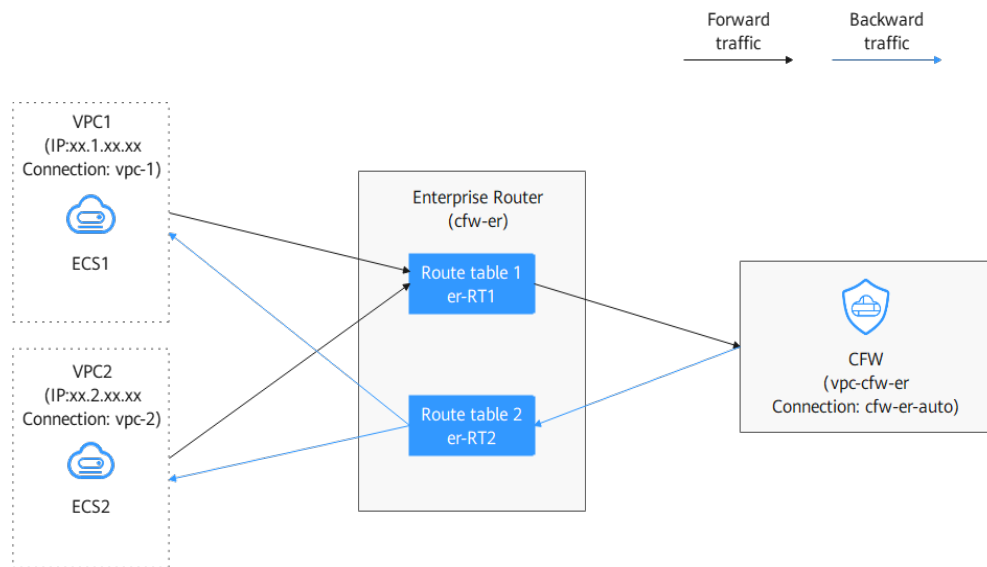 Forward
traffic
Backward
traffic
VPC1
(IP:xx.1.xx.xx
Connection: vpc-1)
ECS1
VPC2
(IP:xx.2.xx.xx
Connection: vpc-2)
ECS2
Enterprise Router
(cfw-er)
Route table 1
er-RT1
Route table 2
er-RT2
CFW
(vpc-cfw-er
Connection: cfw-er-auto)